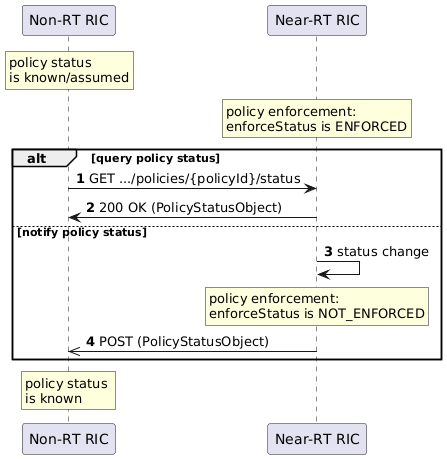 Non-RT RIC
Near-RT RIC
policy status
is known/assumed
policy enforcement:
enforceStatus is ENFORCED
alt
[query policy status]
1 GET .../policies/{policyId}/status
2 200 OK (PolicyStatusObject)
[notify policy status]
3 status change
policy enforcement:
enforceStatus is NOT_ENFORCED
4 POST (PolicyStatusObject)
policy status
is known
Non-RT RIC
Near-RT RIC